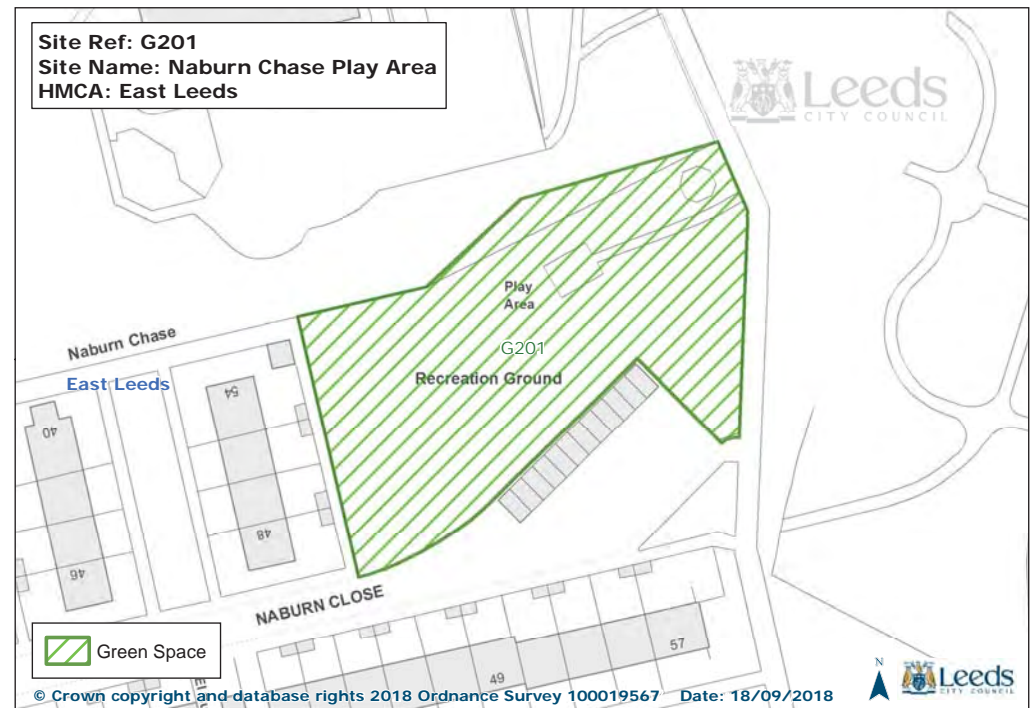 Site Ref: G201
Site Name: Naburn Chase Play Area
HMCA: East Leeds
Leeds
CITY COUNCIL
Play
Area
G201
Recreation Ground
Naburn Chase
East Leeds
54
40
48
46
NABURN CLOSE
57
49
Green Space
N
Leeds
CITY COUNCIL
© Crown copyright and database rights 2018 Ordnance Survey 100019567 Date: 18/09/2018